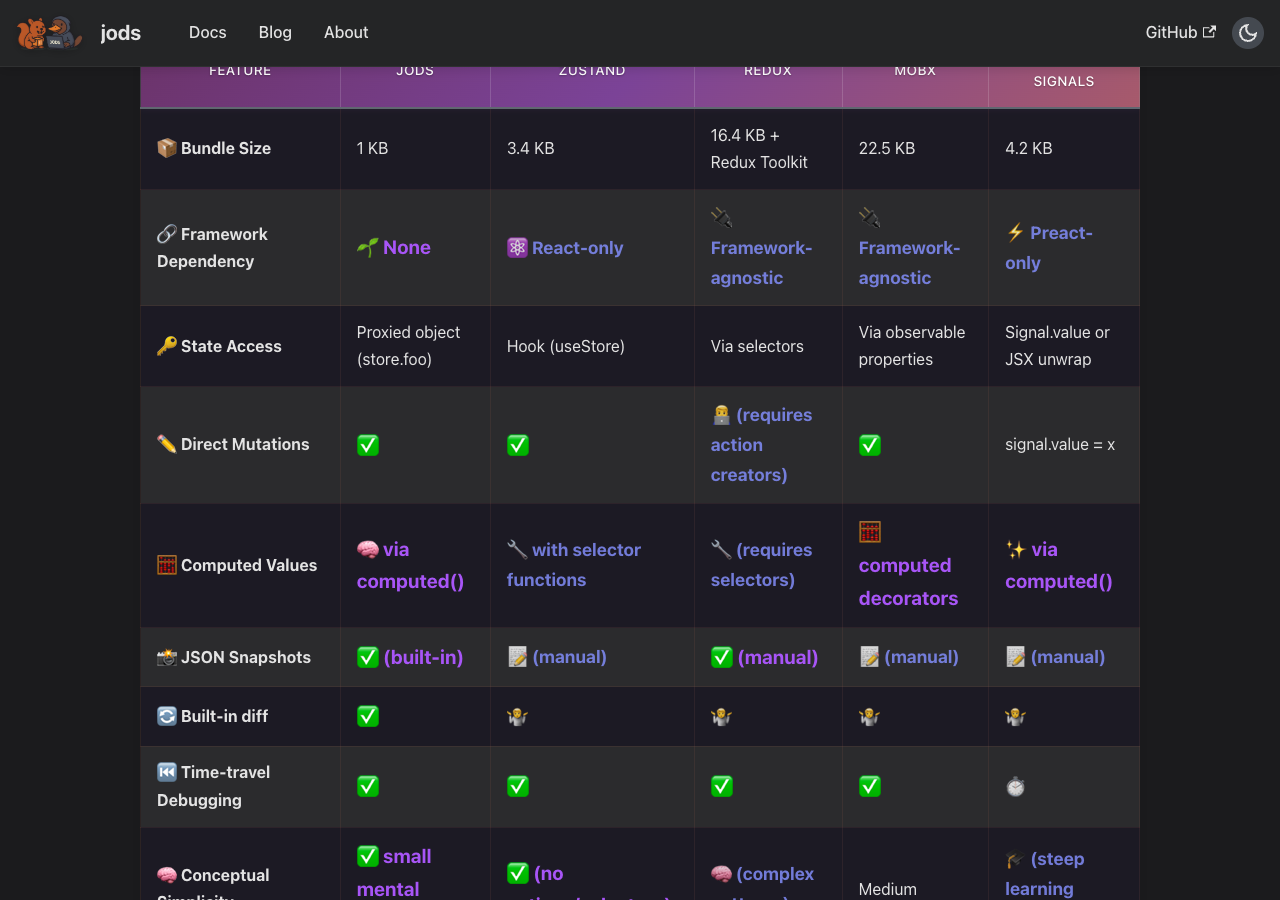 jods
Docs
Blog
About
GitHub
FEATURE
JODS
ZUSTAND
REDUX
MOBX
SIGNALS
Bundle Size
1 KB
3.4 KB
16.4 KB +
Redux Toolkit
22.5 KB
4.2 KB
Framework
Dependency
None
React-only
Framework-
agnostic
Framework-
agnostic
Preact-
only
State Access
Proxied object
(store.foo)
Hook (useStore)
Via selectors
Via observable
properties
Signal.value or
JSX unwrap
Direct Mutations
(requires
action
creators)
signal.value = x
Computed Values
via
computed()
with selector
functions
(requires
selectors)
computed
decorators
via
computed()
JSON Snapshots
(built-in)
(manual)
(manual)
(manual)
(manual)
Built-in diff
Time-travel
Debugging
Conceptual
Simplicity
small
mental
(no
(complex
Medium
(steep
learning